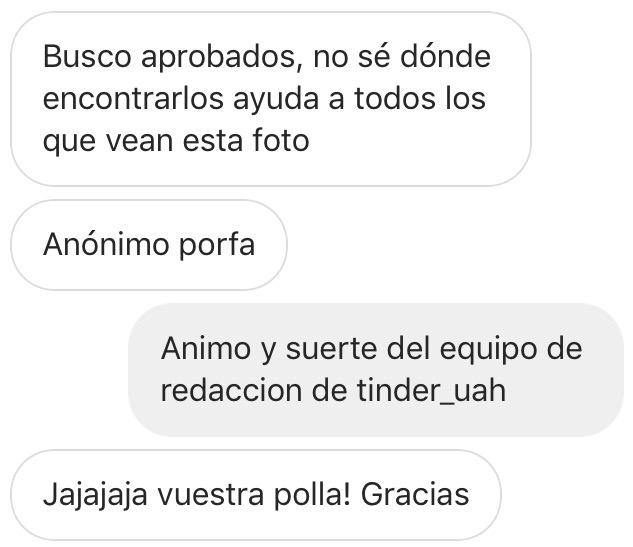 Busco aprobados, no sé dónde
encontrarlos ayuda a todos los
que vean esta foto
Anónimo porfa
Animo y suerte del equipo de
redaccion de tinder_uah
Jajajaja vuestra polla! Gracias